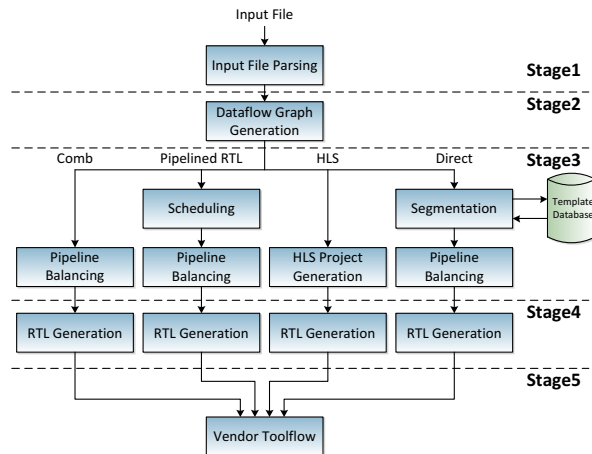 Input File
Input File Parsing
Stage1
Stage2
Dataflow Graph
Generation
Stage3
Comb
Pipelined RTL
HLS
Direct
Scheduling
Segmentation
Template
Database
Pipeline
Balancing
Pipeline
Balancing
HLS Project
Generation
Pipeline
Balancing
Stage4
RTL Generation
RTL Generation
RTL Generation
RTL Generation
Stage5
Vendor Toolflow